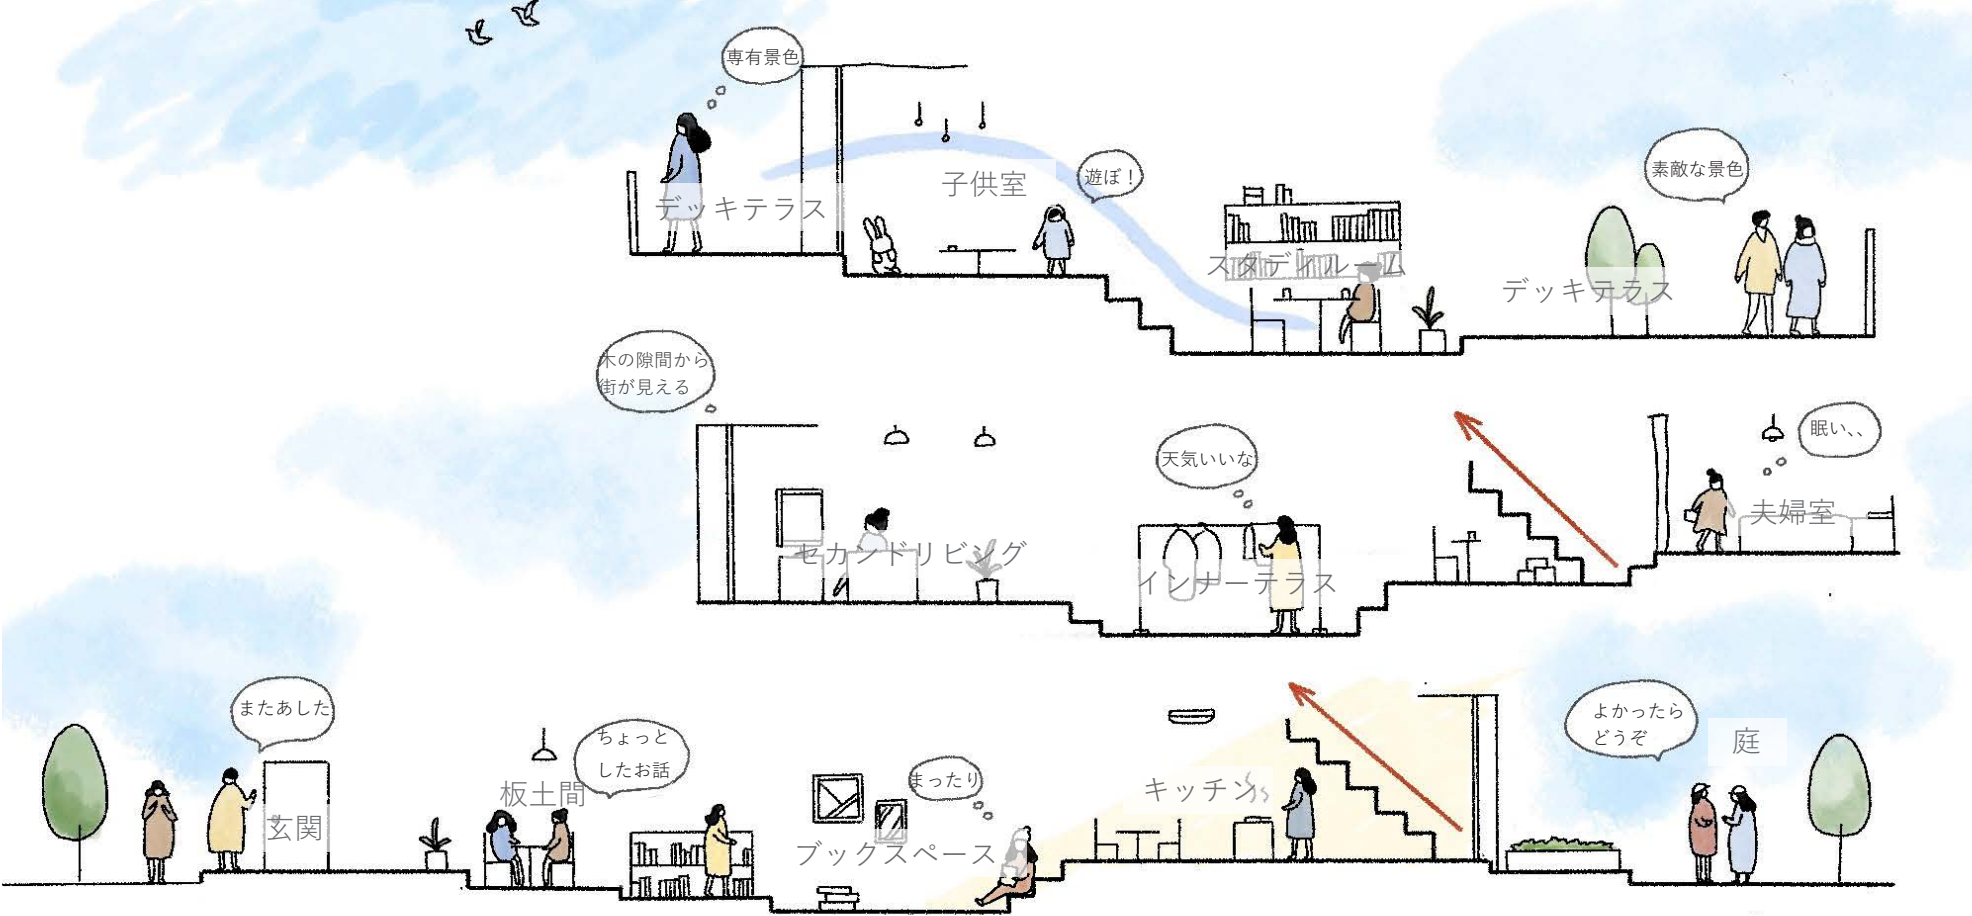 専有景色
デッキテラス
子供室
遊ぼ！
スタディルーム
デッキテラス
素敵な景色
木の隙間から
街が見える
セカンドリビング
天気いいな
インナーテラス
眠い、、
夫婦室
またあした
玄関
板土間
ちょっと
したお話
ブックスペース
まったり
キッチン
よかったら
どうぞ
庭